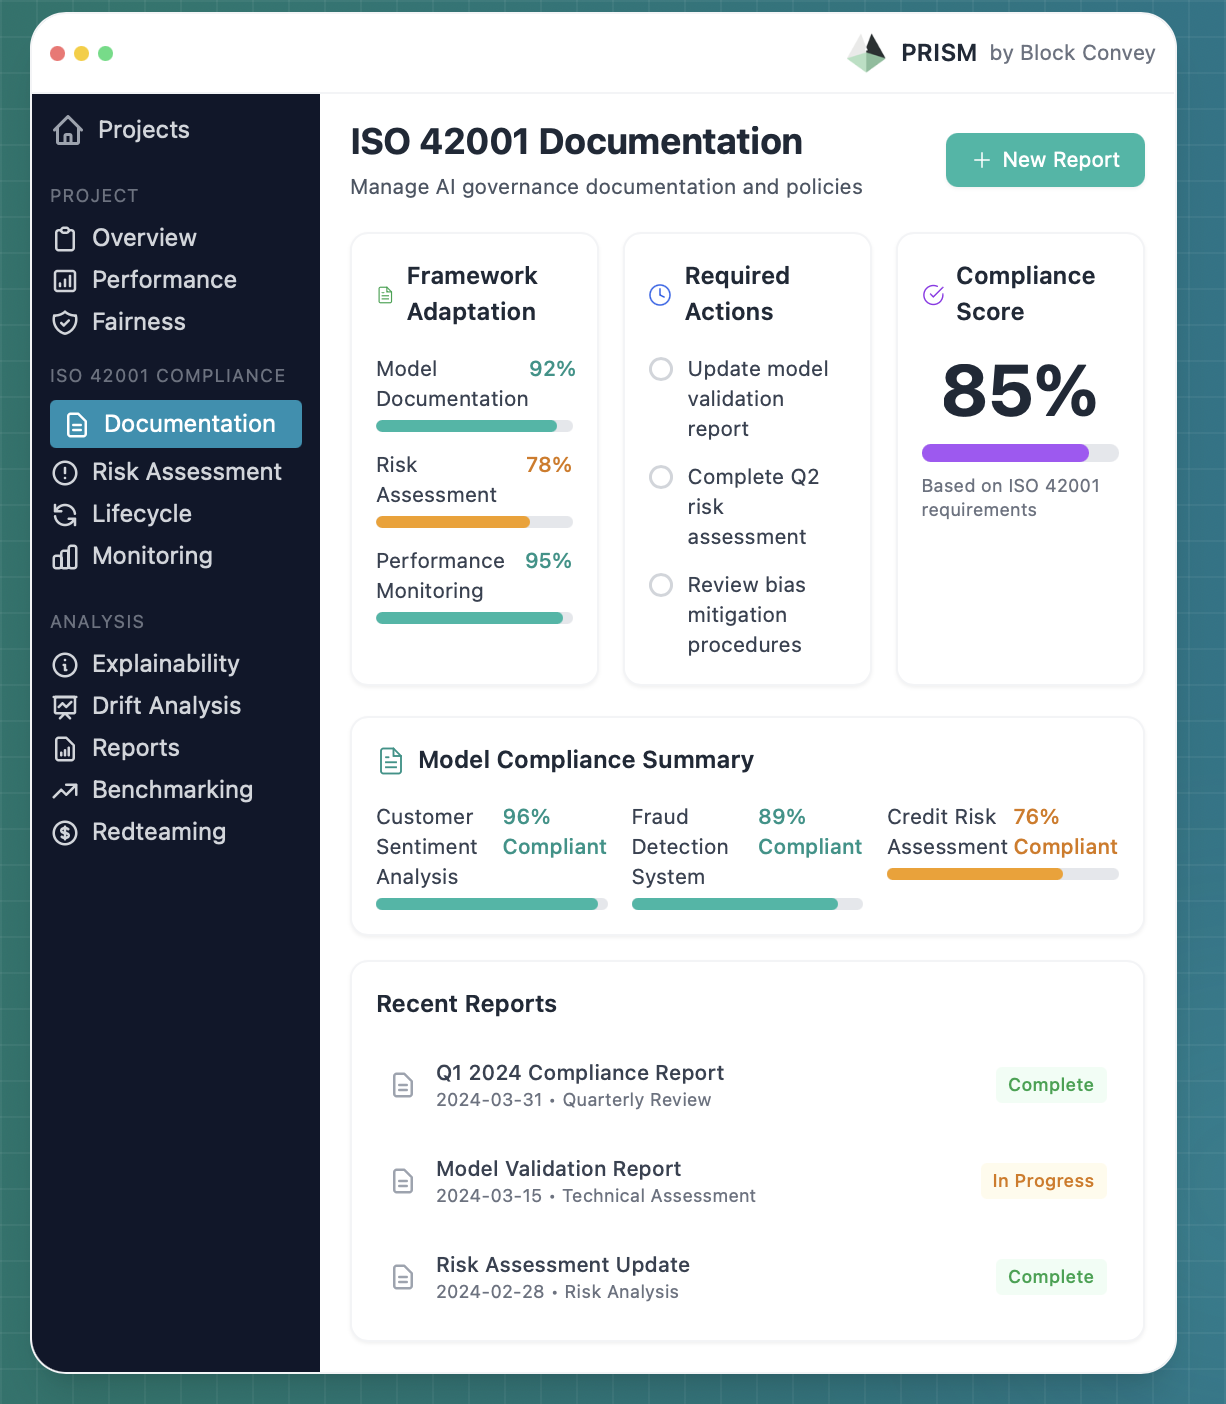 PRISM by Block Convey
Projects
PROJECT
Overview
Performance
Fairness
ISO 42001 COMPLIANCE
Documentation
Risk Assessment
Lifecycle
Monitoring
ANALYSIS
Explainability
Drift Analysis
Reports
Benchmarking
Redteaming
ISO 42001 Documentation
Manage AI governance documentation and policies
+ New Report
Framework
Adaptation
Model 92%
Documentation
Risk 78%
Assessment
Performance 95%
Monitoring
Required
Actions
Update model
validation
report
Complete Q2
risk
assessment
Review bias
mitigation
procedures
Compliance
Score
85%
Based on ISO 42001
requirements
Model Compliance Summary
Customer 96%
Sentiment Compliant
Analysis
Fraud 89%
Detection Compliant
System
Credit Risk 76%
Assessment Compliant
Recent Reports
Q1 2024 Compliance Report
2024-03-31 • Quarterly Review
Complete
Model Validation Report
2024-03-15 • Technical Assessment
In Progress
Risk Assessment Update
2024-02-28 • Risk Analysis
Complete